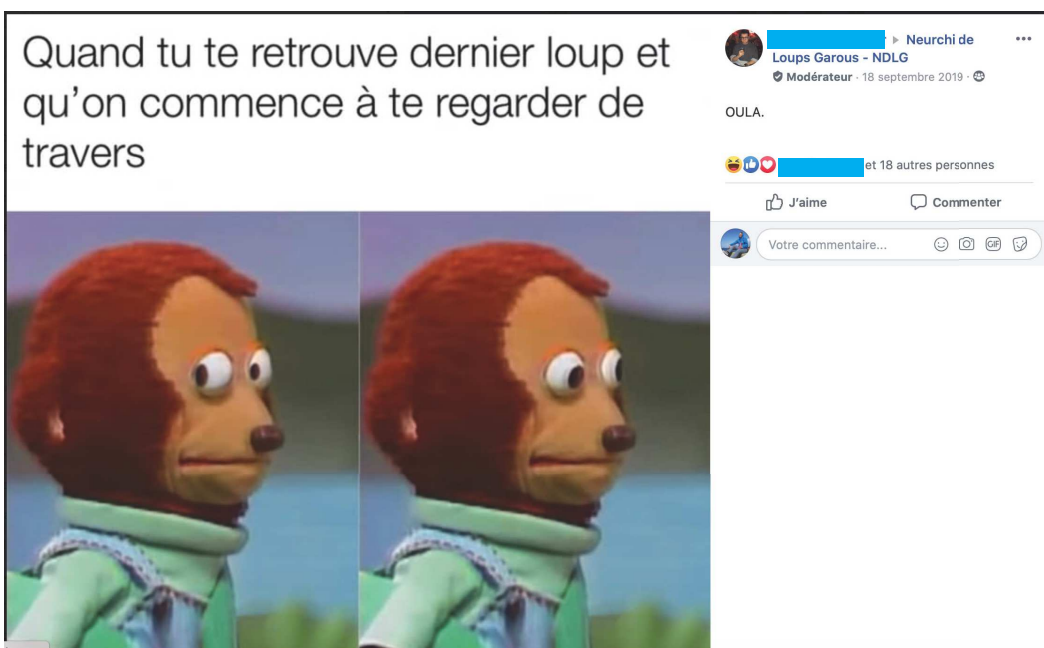 Quand tu te retrouve dernier loup et
qu'on commence à te regarder de
travers
Neurchi de
Loups Garous - NDLG
Modérateur · 18 septembre 2019 ·
OULA.
et 18 autres personnes
J'aime
Commenter
Votre commentaire...
GIF